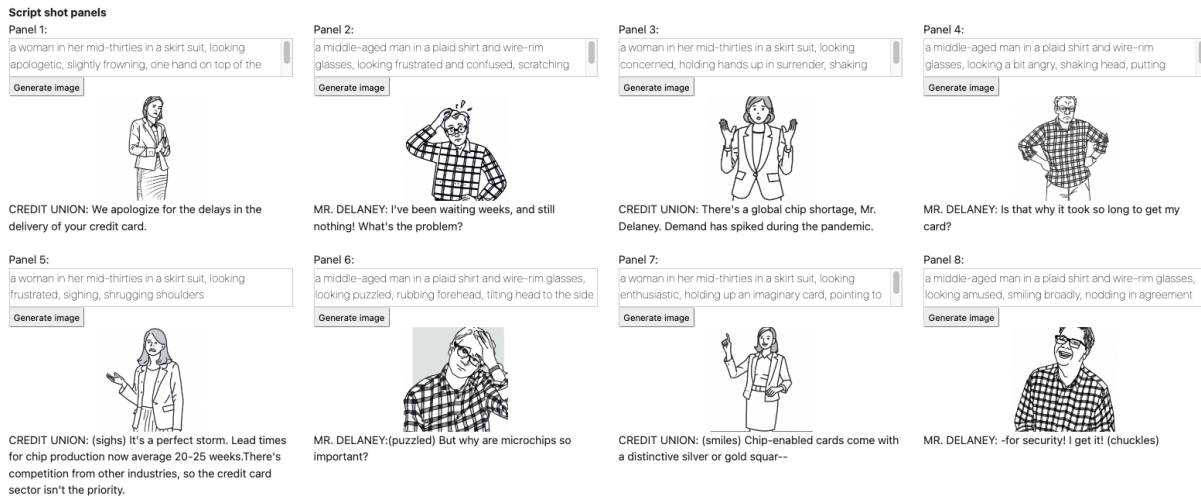 Script shot panels
Panel 1:
a woman in her mid-thirties in a skirt suit, looking
apologetic, slightly frowning, one hand on top of the
Generate image
CREDIT UNION: We apologize for the delays in the
delivery of your credit card.
Panel 2:
a middle-aged man in a plaid shirt and wire-rim
glasses, looking frustrated and confused, scratching
Generate image
MR. DELANEY: I've been waiting weeks, and still
nothing! What's the problem?
Panel 3:
a woman in her mid-thirties in a skirt suit, looking
concerned, holding hands up in surrender, shaking
Generate image
CREDIT UNION: There's a global chip shortage, Mr.
Delaney. Demand has spiked during the pandemic.
Panel 4:
a middle-aged man in a plaid shirt and wire-rim
glasses, looking a bit angry, shaking head, putting
Generate image
MR. DELANEY: Is that why it took so long to get my
card?
Panel 5:
a woman in her mid-thirties in a skirt suit, looking
frustrated, sighing, shrugging shoulders
Generate image
CREDIT UNION: (sighs) It's a perfect storm. Lead times
for chip production now average 20-25 weeks.There's
competition from other industries, so the credit card
sector isn't the priority.
Panel 6:
a middle-aged man in a plaid shirt and wire-rim glasses,
looking puzzled, rubbing forehead, tilting head to the side
Generate image
MR. DELANEY:(puzzled) But why are microchips so
important?
Panel 7:
a woman in her mid-thirties in a skirt suit, looking
enthusiastic, holding up an imaginary card, pointing to
Generate image
CREDIT UNION: (smiles) Chip-enabled cards come with
a distinctive silver or gold squar--
Panel 8:
a middle-aged man in a plaid shirt and wire-rim glasses,
looking amused, smiling broadly, nodding in agreement
Generate image
MR. DELANEY: -for security! I get it! (chuckles)